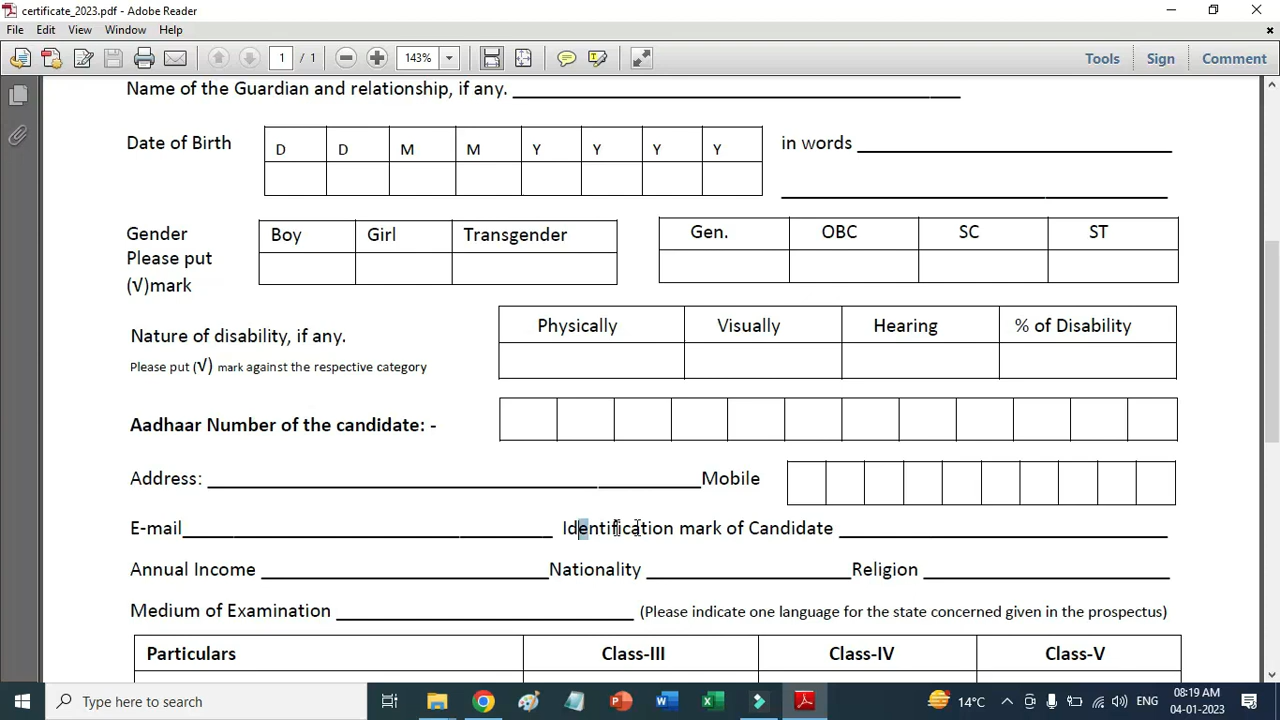 certificate_2023.pdf - Adobe Reader
File Edit View Window Help
1 / 1 143% Tools Sign Comment
Name of the Guardian and relationship, if any.
Date of Birth D D M M Y Y Y Y in words
Gender Boy Girl Transgender Gen. OBC SC ST
Please put
(√)mark
Nature of disability, if any. Physically Visually Hearing % of Disability
Please put (√) mark against the respective category
Aadhaar Number of the candidate: -
Address: Mobile
E-mail Identification mark of Candidate
Annual Income Nationality Religion
Medium of Examination (Please indicate one language for the state concerned given in the prospectus)
Particulars Class-III Class-IV Class-V
Type here to search 14°C ENG 08:19 AM
04-01-2023